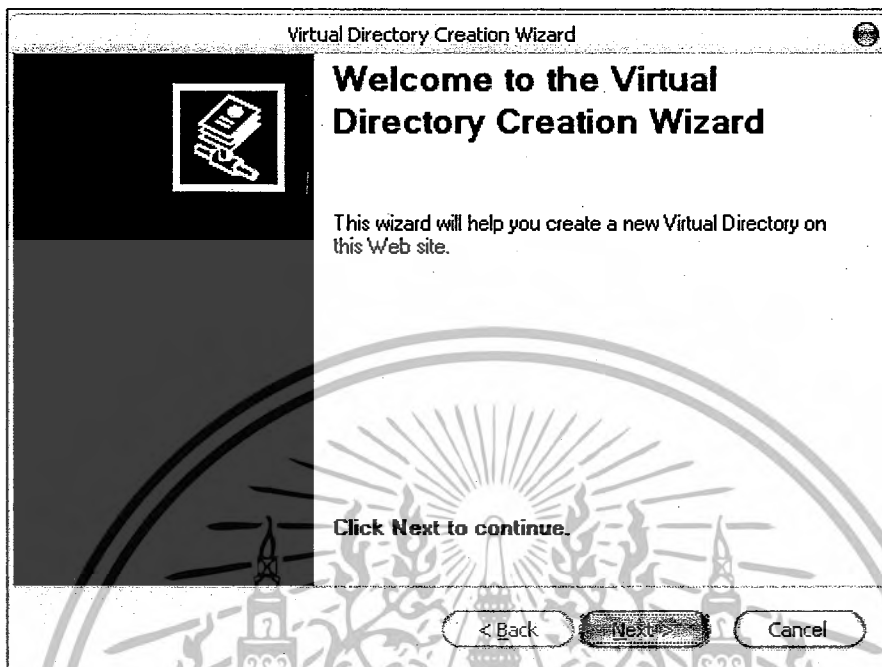 Virtual Directory Creation Wizard
Welcome to the Virtual
Directory Creation Wizard
This wizard will help you create a new Virtual Directory on
this Web site.
Click Next to continue.
< Back
Next >
Cancel